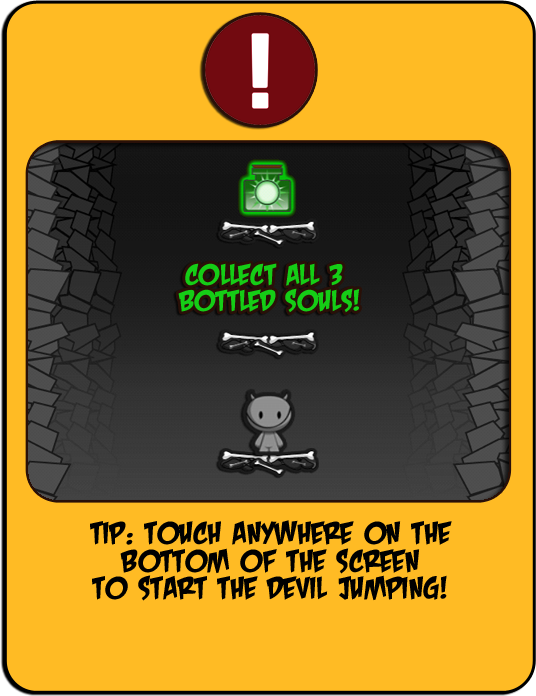 !
COLLECT ALL 3
BOTTLED SOULS!
TIP: TOUCH ANYWHERE ON THE
BOTTOM OF THE SCREEN
TO START THE DEVIL JUMPING!